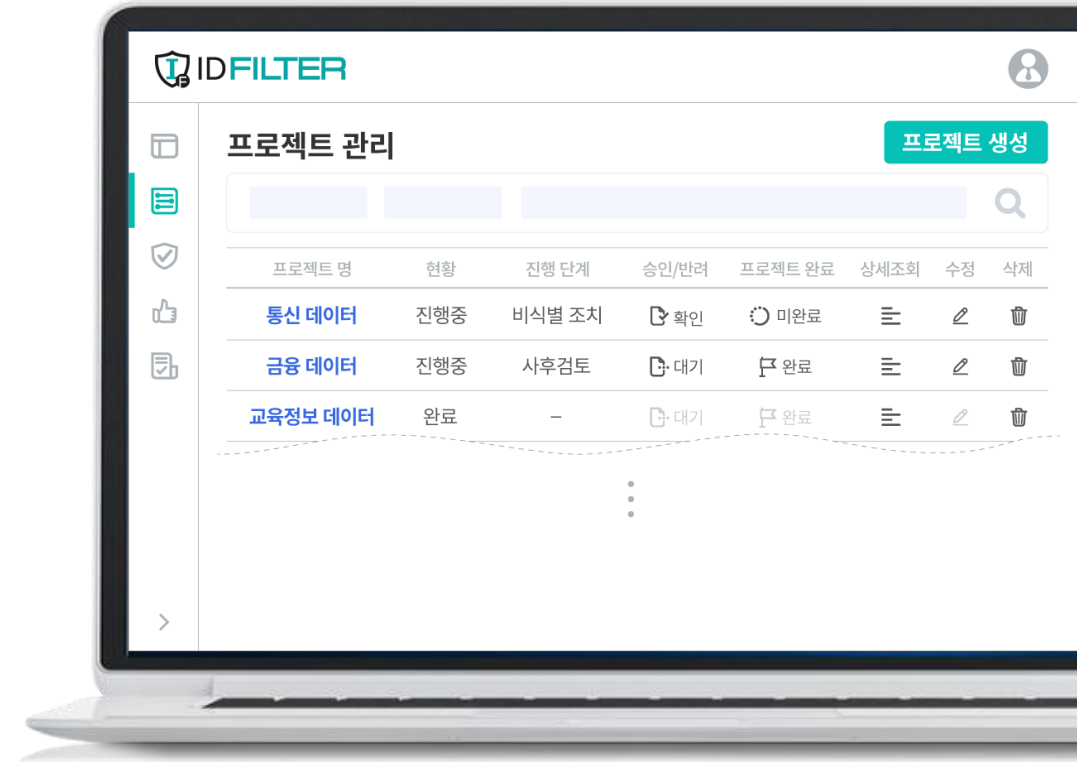 IDFILTER
프로젝트 관리
프로젝트 생성
프로젝트 명 현황 진행 단계 승인/반려 프로젝트 완료 상세조회 수정 삭제
통신 데이터 진행중 비식별 조치 확인 미완료
금융 데이터 진행중 사후검토 대기 완료
교육정보 데이터 완료 – 대기 완료